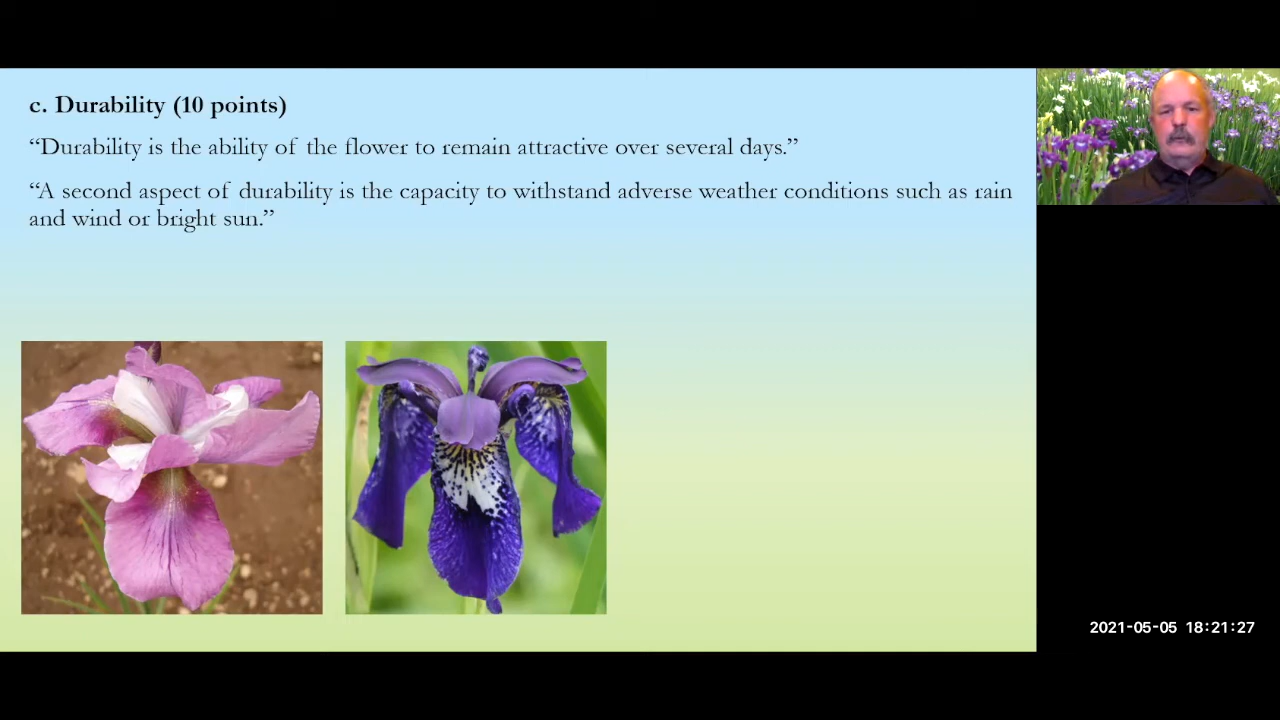 c. Durability (10 points)
“Durability is the ability of the flower to remain attractive over several days.”
“A second aspect of durability is the capacity to withstand adverse weather conditions such as rain
and wind or bright sun.”
2021-05-05 18:21:27